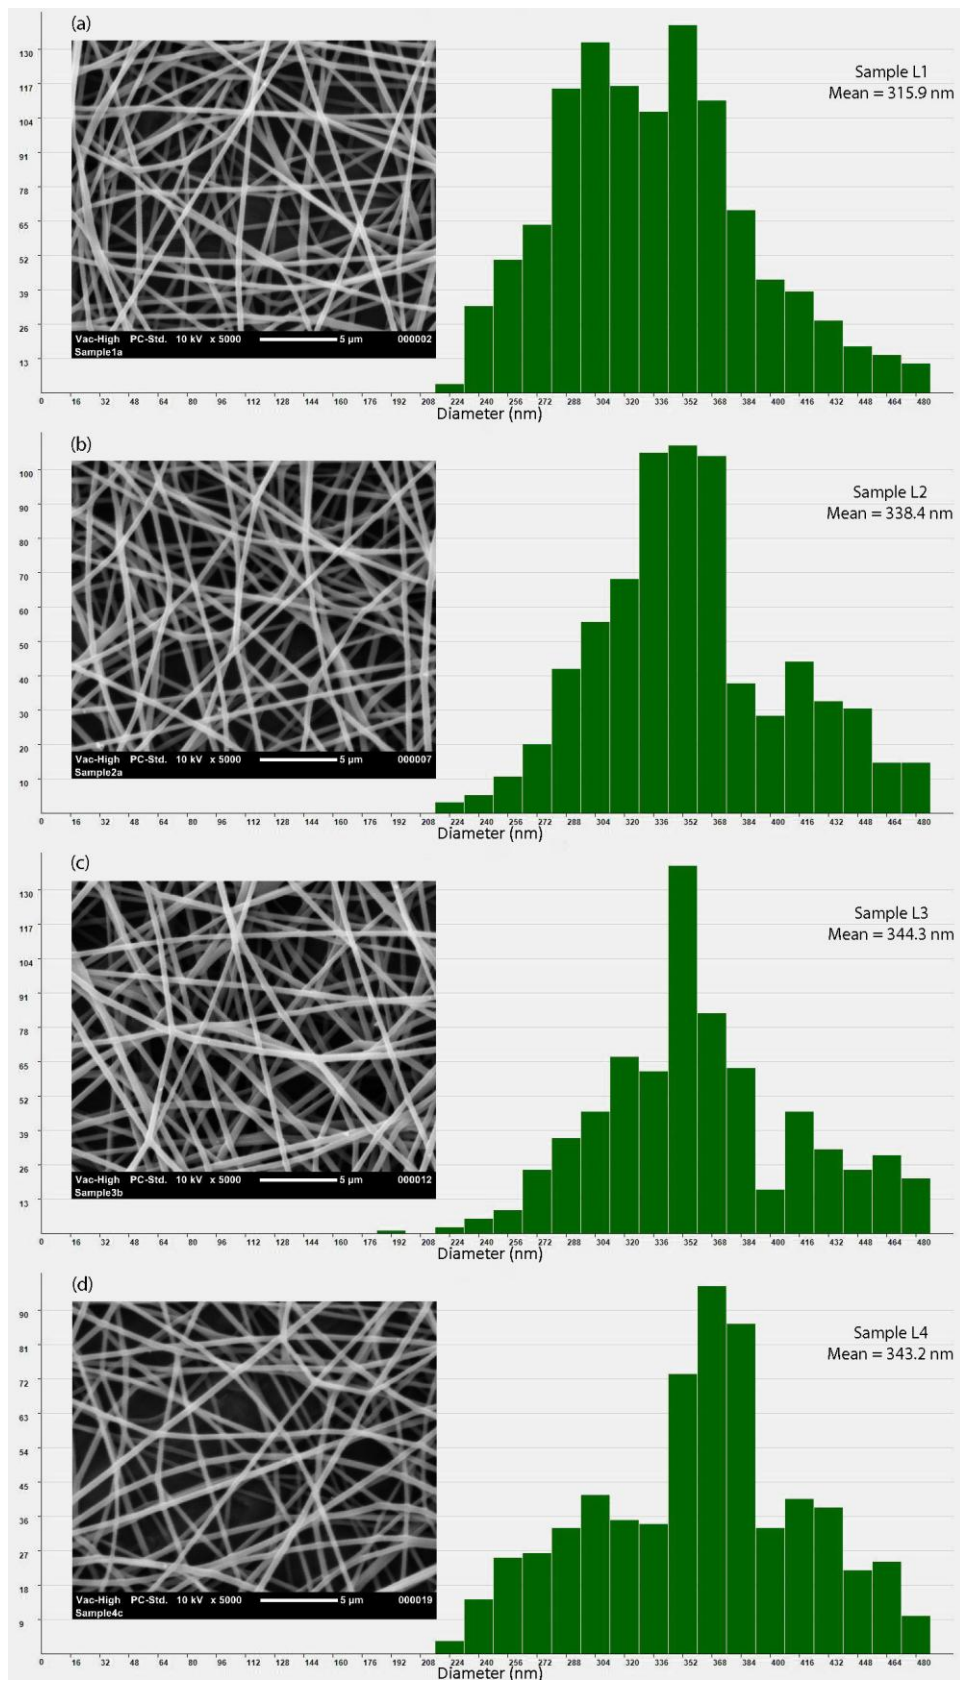 (a)
Sample L1
Mean = 315.9 nm
130
117
104
91
78
65
52
39
26
13
Vac-High PC-Std. 10 kV x 5000 5 µm 000002
Sample1a
0 16 32 48 64 80 96 112 128 144 160 176 192 208 224 240 256 272 288 304 320 336 352 368 384 400 416 432 448 464 480
Diameter (nm)
(b)
Sample L2
Mean = 338.4 nm
100
90
80
70
60
50
40
30
20
10
Vac-High PC-Std. 10 kV x 5000 5 µm 000007
Sample2a
0 16 32 48 64 80 96 112 128 144 160 176 192 208 224 240 256 272 288 304 320 336 352 368 384 400 416 432 448 464 480
Diameter (nm)
(c)
Sample L3
Mean = 344.3 nm
130
117
104
91
78
65
52
39
26
13
Vac-High PC-Std. 10 kV x 5000 5 µm 000012
Sample3b
0 16 32 48 64 80 96 112 128 144 160 176 192 208 224 240 256 272 288 304 320 336 352 368 384 400 416 432 448 464 480
Diameter (nm)
(d)
Sample L4
Mean = 343.2 nm
90
81
72
63
54
45
36
27
18
9
Vac-High PC-Std. 10 kV x 5000 5 µm 000019
Sample4c
0 16 32 48 64 80 96 112 128 144 160 176 192 208 224 240 256 272 288 304 320 336 352 368 384 400 416 432 448 464 480
Diameter (nm)